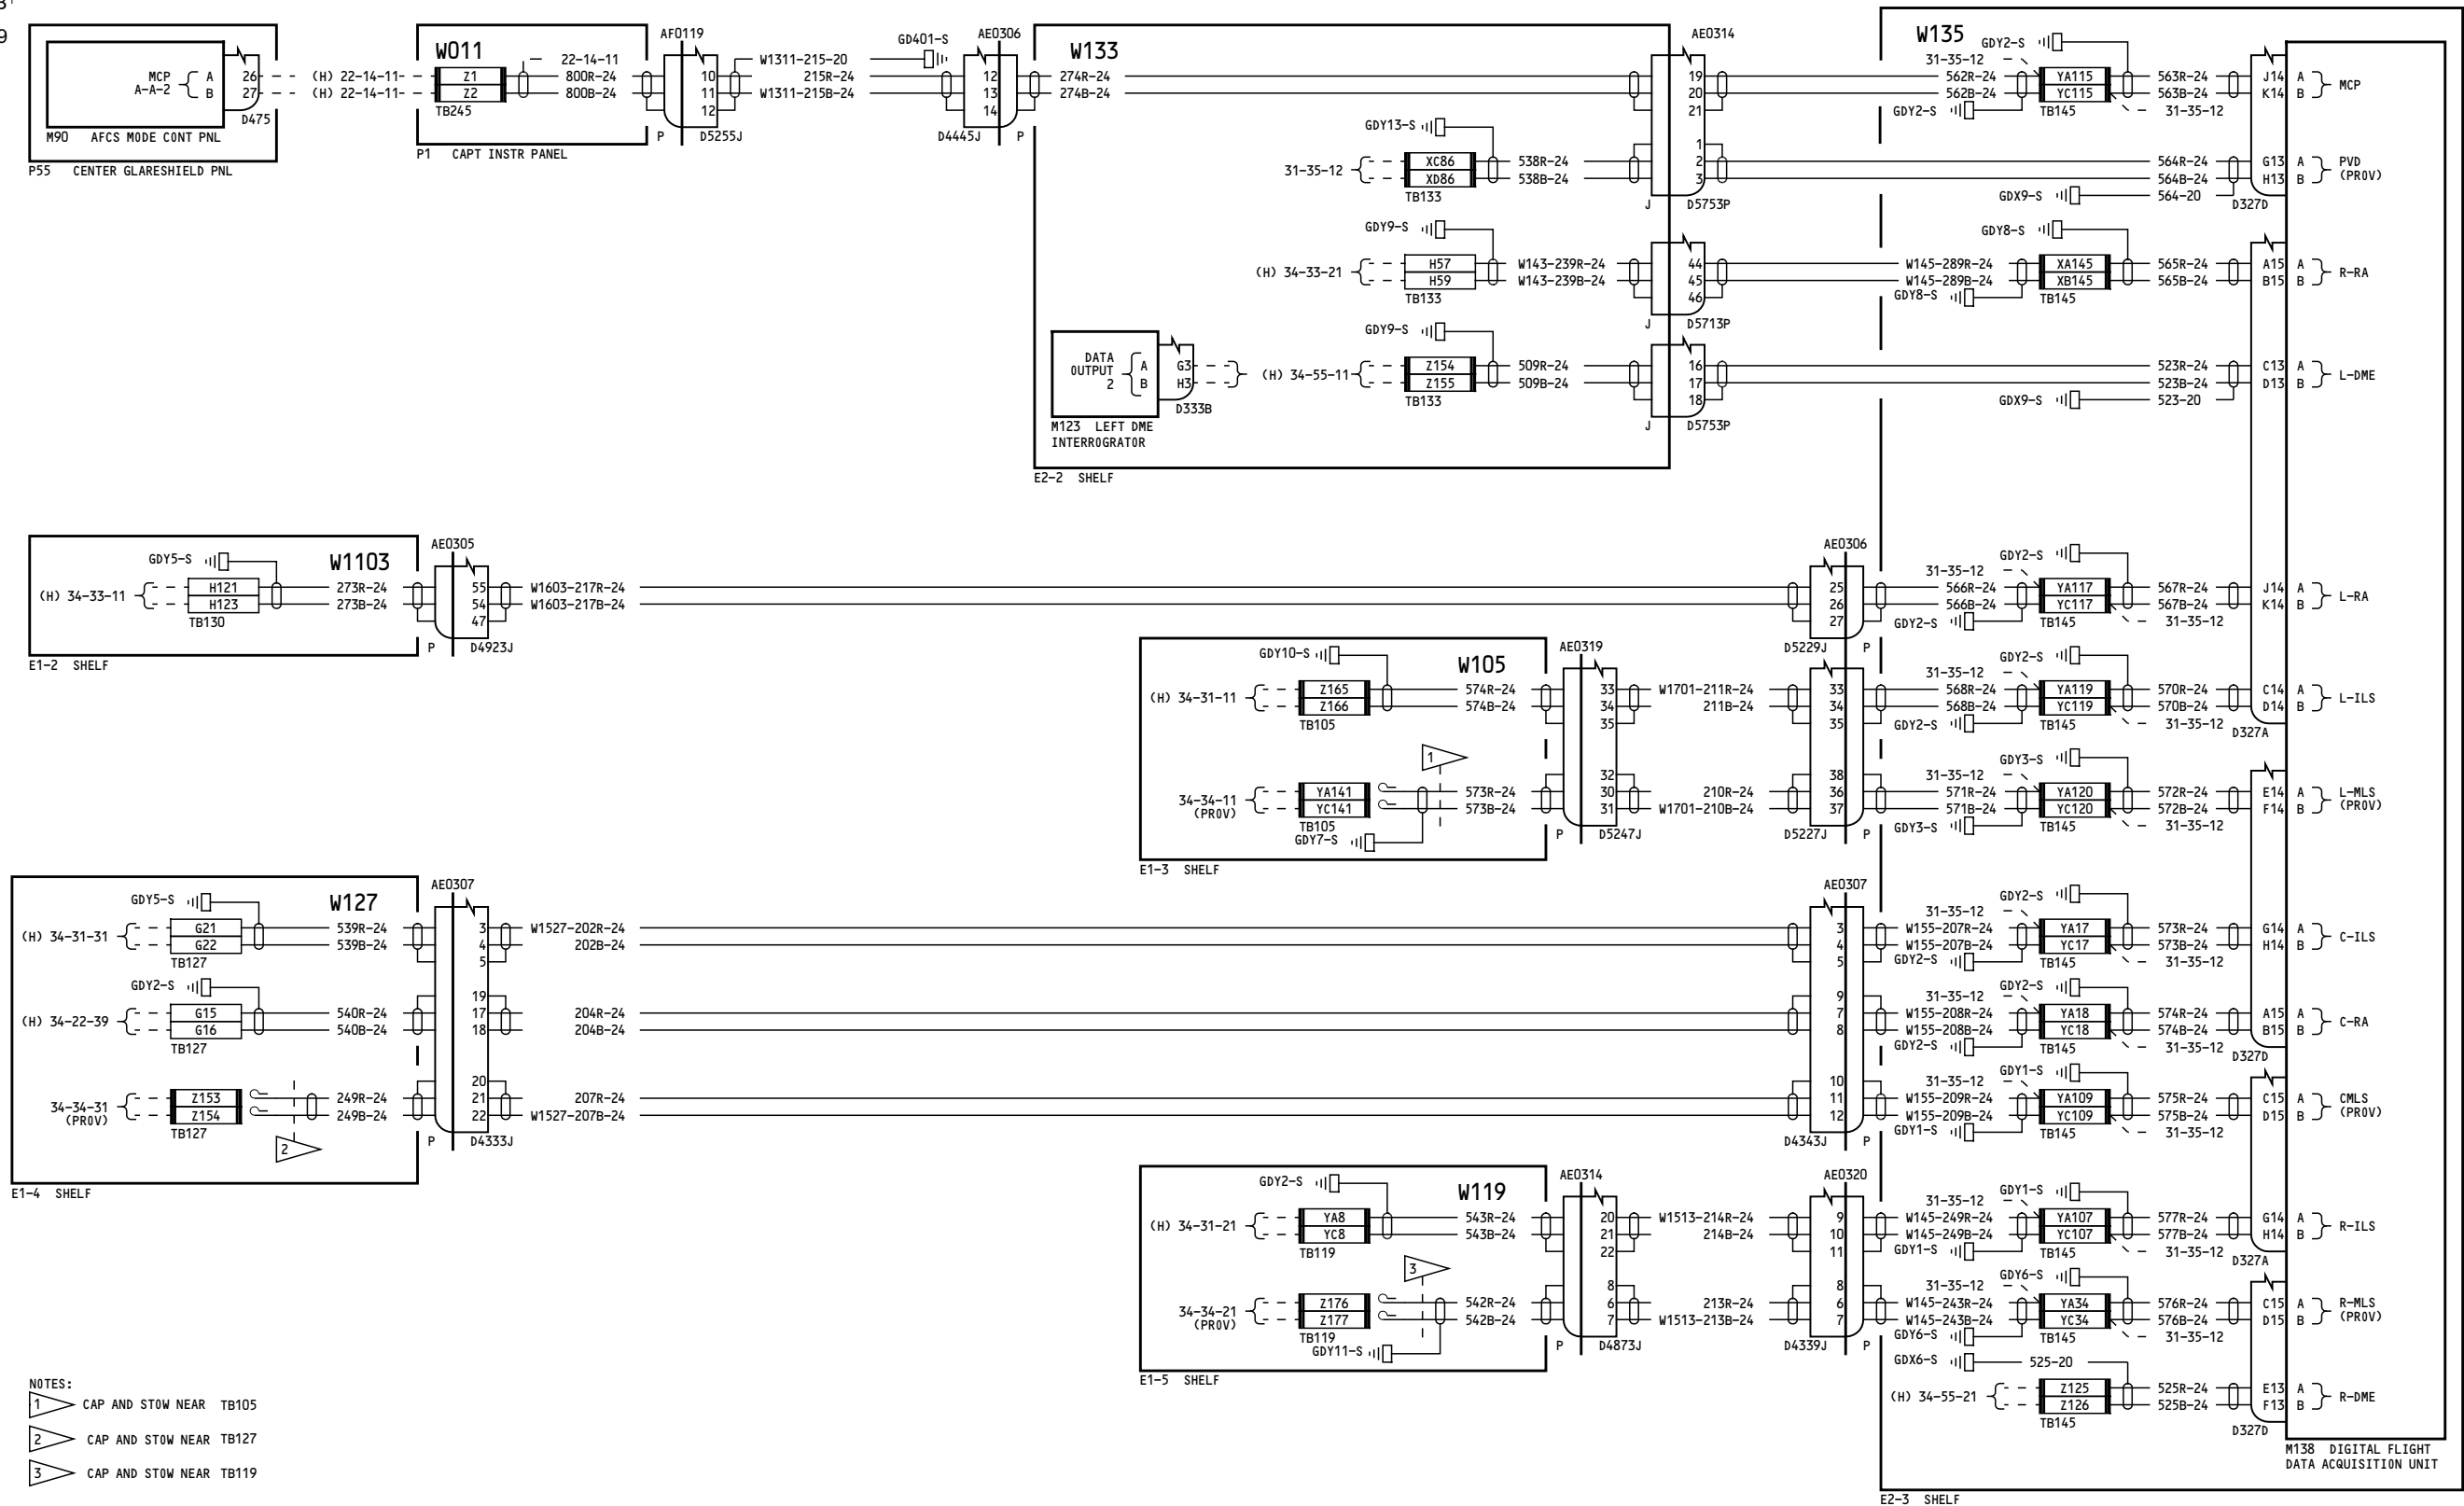 9
P55 CENTER GLARESHIELD PNL
M90 AFCS MODE CONT PNL
MCP A-A-2
A 26
B 27
D475
(H) 22-14-11
(H) 22-14-11
W011
Z1
Z2
TB245
22-14-11
800R-24
800B-24
P1 CAPT INSTR PANEL
AF0119
10
11
12
P D5255J
W1311-215-20
215R-24
W1311-215B-24
GD401-S
AE0306
12
13
14
D4445J P
W133
274R-24
274B-24
GDY13-S
31-35-12
XC86
XD86
TB133
538R-24
538B-24
GDY9-S
(H) 34-33-21
H57
H59
TB133
W143-239R-24
W143-239B-24
GDY9-S
DATA OUTPUT 2
A G3
B H3
D333B
M123 LEFT DME
INTERROGRATOR
(H) 34-55-11
Z154
Z155
TB133
509R-24
509B-24
E2-2 SHELF
AE0314
19
20
21
1
2
3
J D5753P
44
45
46
J D5713P
16
17
18
J D5753P
W135
GDY2-S
31-35-12
562R-24
562B-24
GDY2-S
YA115
YC115
TB145
563R-24
563B-24
31-35-12
J14 A
K14 B
MCP
564R-24
564B-24
GDX9-S 564-20
G13 A
H13 B
PVD
(PROV)
D327D
GDY8-S
W145-289R-24
W145-289B-24
GDY8-S
XA145
XB145
TB145
565R-24
565B-24
A15 A
B15 B
R-RA
523R-24
523B-24
GDX9-S 523-20
C13 A
D13 B
L-DME
W1103
GDY5-S
(H) 34-33-11
H121
H123
TB130
273R-24
273B-24
E1-2 SHELF
AE0305
55
54
47
P D4923J
W1603-217R-24
W1603-217B-24
AE0306
25
26
27
D5229J P
GDY2-S
31-35-12
566R-24
566B-24
GDY2-S
YA117
YC117
TB145
567R-24
567B-24
31-35-12
J14 A
K14 B
L-RA
W105
GDY10-S
(H) 34-31-11
Z165
Z166
TB105
574R-24
574B-24
1
34-34-11
(PROV)
YA141
YC141
TB105
GDY7-S
573R-24
573B-24
E1-3 SHELF
AE0319
33
34
35
32
30
31
P D5247J
W1701-211R-24
211B-24
210R-24
W1701-210B-24
33
34
35
38
36
37
D5227J P
GDY2-S
31-35-12
568R-24
568B-24
GDY2-S
YA119
YC119
TB145
570R-24
570B-24
31-35-12
C14 A
D14 B
L-ILS
D327A
GDY3-S
31-35-12
571R-24
571B-24
GDY3-S
YA120
YC120
TB145
572R-24
572B-24
31-35-12
E14 A
F14 B
L-MLS
(PROV)
W127
GDY5-S
(H) 34-31-31
G21
G22
TB127
539R-24
539B-24
GDY2-S
(H) 34-22-39
G15
G16
TB127
540R-24
540B-24
34-34-31
(PROV)
Z153
Z154
TB127
249R-24
249B-24
2
E1-4 SHELF
AE0307
3
4
5
19
17
18
20
21
22
P D4333J
W1527-202R-24
202B-24
204R-24
204B-24
207R-24
W1527-207B-24
AE0307
3
4
5
9
7
8
10
11
12
D4343J P
GDY2-S
31-35-12
W155-207R-24
W155-207B-24
GDY2-S
YA17
YC17
TB145
573R-24
573B-24
31-35-12
G14 A
H14 B
C-ILS
GDY2-S
31-35-12
W155-208R-24
W155-208B-24
GDY2-S
YA18
YC18
TB145
574R-24
574B-24
31-35-12
A15 A
B15 B
C-RA
D327D
GDY1-S
31-35-12
W155-209R-24
W155-209B-24
GDY1-S
YA109
YC109
TB145
575R-24
575B-24
31-35-12
C15 A
D15 B
CMLS
(PROV)
W119
GDY2-S
(H) 34-31-21
YA8
YC8
TB119
543R-24
543B-24
3
34-34-21
(PROV)
Z176
Z177
TB119
GDY11-S
542R-24
542B-24
E1-5 SHELF
AE0314
20
21
22
8
6
7
P D4873J
W1513-214R-24
214B-24
213R-24
W1513-213B-24
AE0320
9
10
11
8
6
7
D4339J P
GDY1-S
31-35-12
W145-249R-24
W145-249B-24
GDY1-S
YA107
YC107
TB145
577R-24
577B-24
31-35-12
G14 A
H14 B
R-ILS
D327A
GDY6-S
31-35-12
W145-243R-24
W145-243B-24
GDY6-S
YA34
YC34
TB145
576R-24
576B-24
31-35-12
C15 A
D15 B
R-MLS
(PROV)
GDX6-S 525-20
(H) 34-55-21
Z125
Z126
TB145
525R-24
525B-24
E13 A
F13 B
R-DME
D327D
M138 DIGITAL FLIGHT
DATA ACQUISITION UNIT
E2-3 SHELF
NOTES:
1 CAP AND STOW NEAR TB105
2 CAP AND STOW NEAR TB127
3 CAP AND STOW NEAR TB119